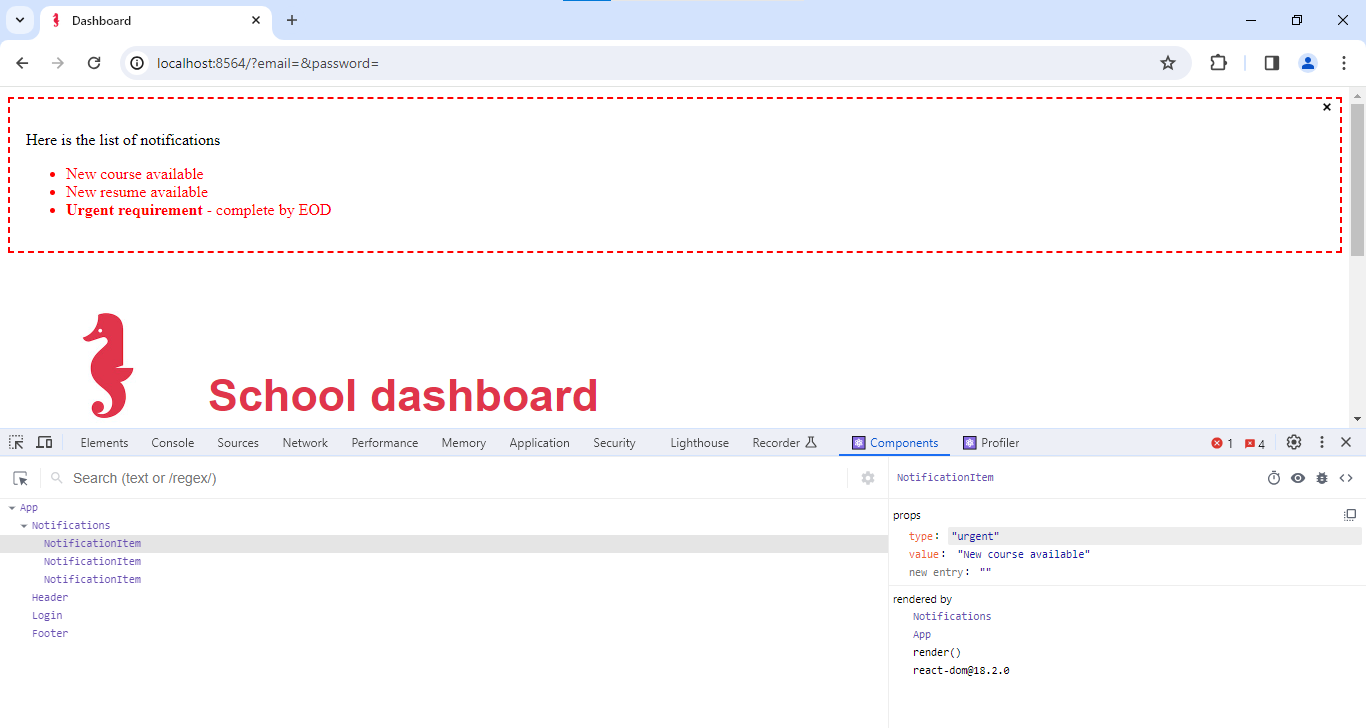 Dashboard
localhost:8564/?email=&password=
Here is the list of notifications
New course available
New resume available
Urgent requirement - complete by EOD
School dashboard
Elements Console Sources Network Performance Memory Application Security Lighthouse Recorder Components Profiler 1 4
Search (text or /regex/)
App
Notifications
NotificationItem
NotificationItem
NotificationItem
Header
Login
Footer
NotificationItem
props
type: "urgent"
value: "New course available"
new entry: ""
rendered by
Notifications
App
render()
react-dom@18.2.0